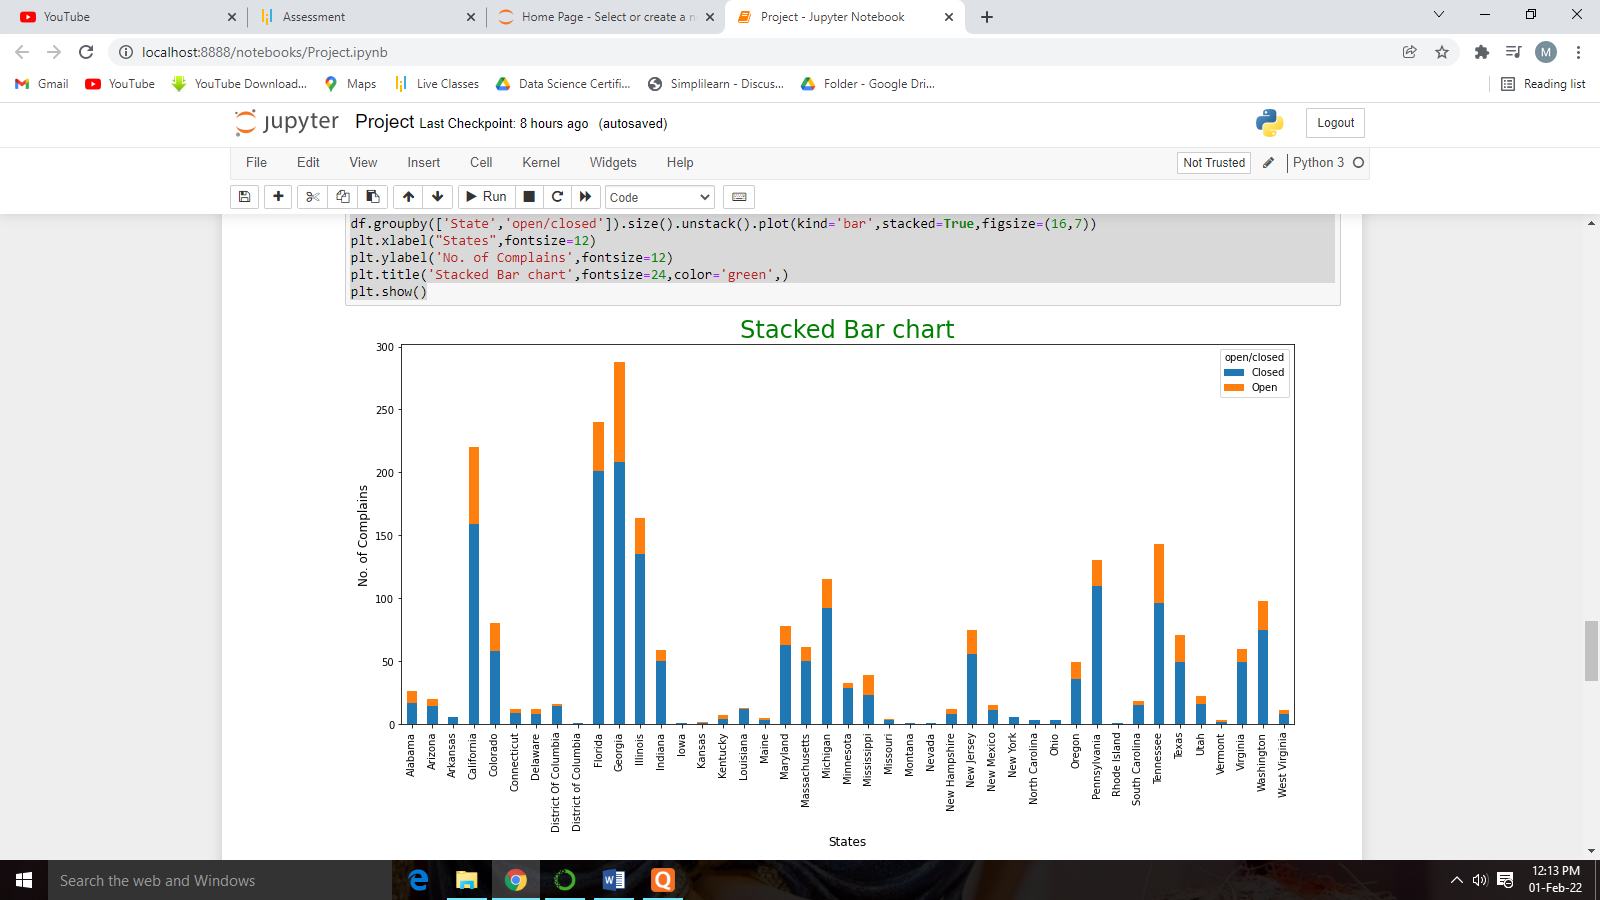 YouTube
Assessment
Home Page - Select or create a n
Project - Jupyter Notebook
localhost:8888/notebooks/Project.ipynb
M
Gmail
YouTube
YouTube Download...
Maps
Live Classes
Data Science Certifi...
Simplilearn - Discus...
Folder - Google Dri...
Reading list
jupyter
Project Last Checkpoint: 8 hours ago (autosaved)
Logout
File Edit View Insert Cell Kernel Widgets Help
Not Trusted
Python 3
Run
Code
df.groupby(['State','open/closed']).size().unstack().plot(kind='bar',stacked=True,figsize=(16,7))
plt.xlabel("States",fontsize=12)
plt.ylabel('No. of Complains',fontsize=12)
plt.title('Stacked Bar chart',fontsize=24,color='green',)
plt.show()
Stacked Bar chart
open/closed
Closed
Open
No. of Complains
300
250
200
150
100
50
0
Alabama
Arizona
Arkansas
California
Colorado
Connecticut
Delaware
District Of Columbia
District of Columbia
Florida
Georgia
Illinois
Indiana
Iowa
Kansas
Kentucky
Louisiana
Maine
Maryland
Massachusetts
Michigan
Minnesota
Mississippi
Missouri
Montana
Nevada
New Hampshire
New Jersey
New Mexico
New York
North Carolina
Ohio
Oregon
Pennsylvania
Rhode Island
South Carolina
Tennessee
Texas
Utah
Vermont
Virginia
Washington
West Virginia
States
Search the web and Windows
12:13 PM
01-Feb-22